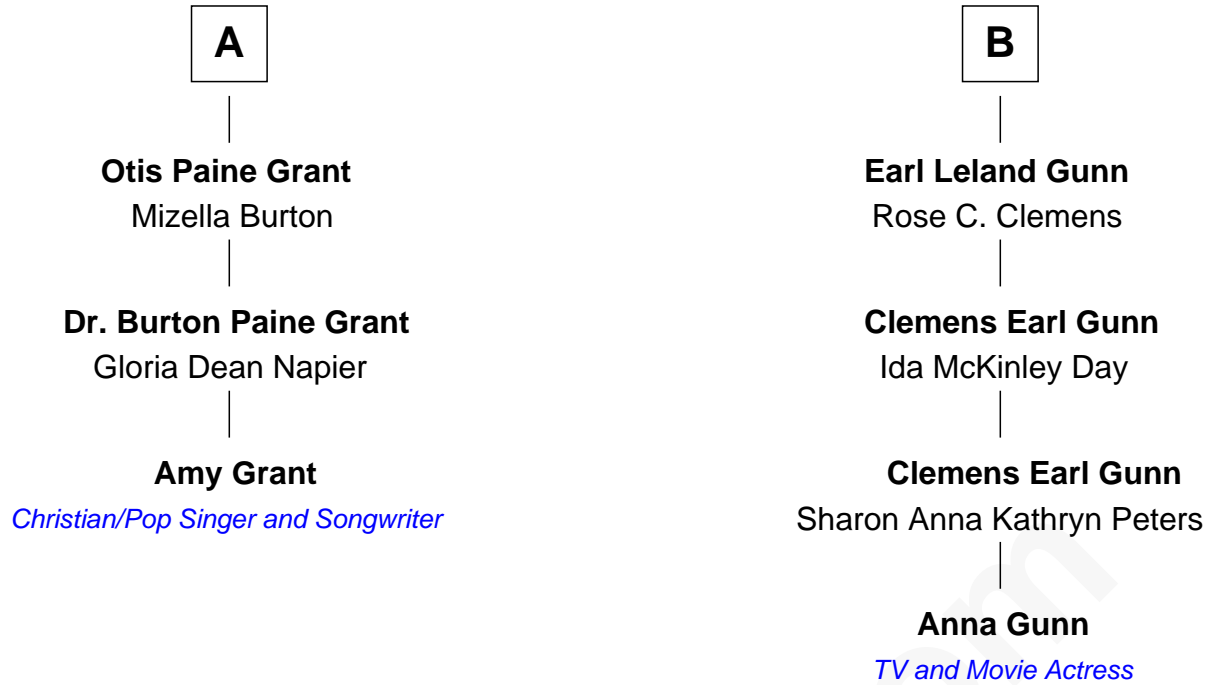 A
Otis Paine Grant
Mizella Burton
Dr. Burton Paine Grant
Gloria Dean Napier
Amy Grant
Christian/Pop Singer and Songwriter
B
Earl Leland Gunn
Rose C. Clemens
Clemens Earl Gunn
Ida McKinley Day
Clemens Earl Gunn
Sharon Anna Kathryn Peters
Anna Gunn
TV and Movie Actress